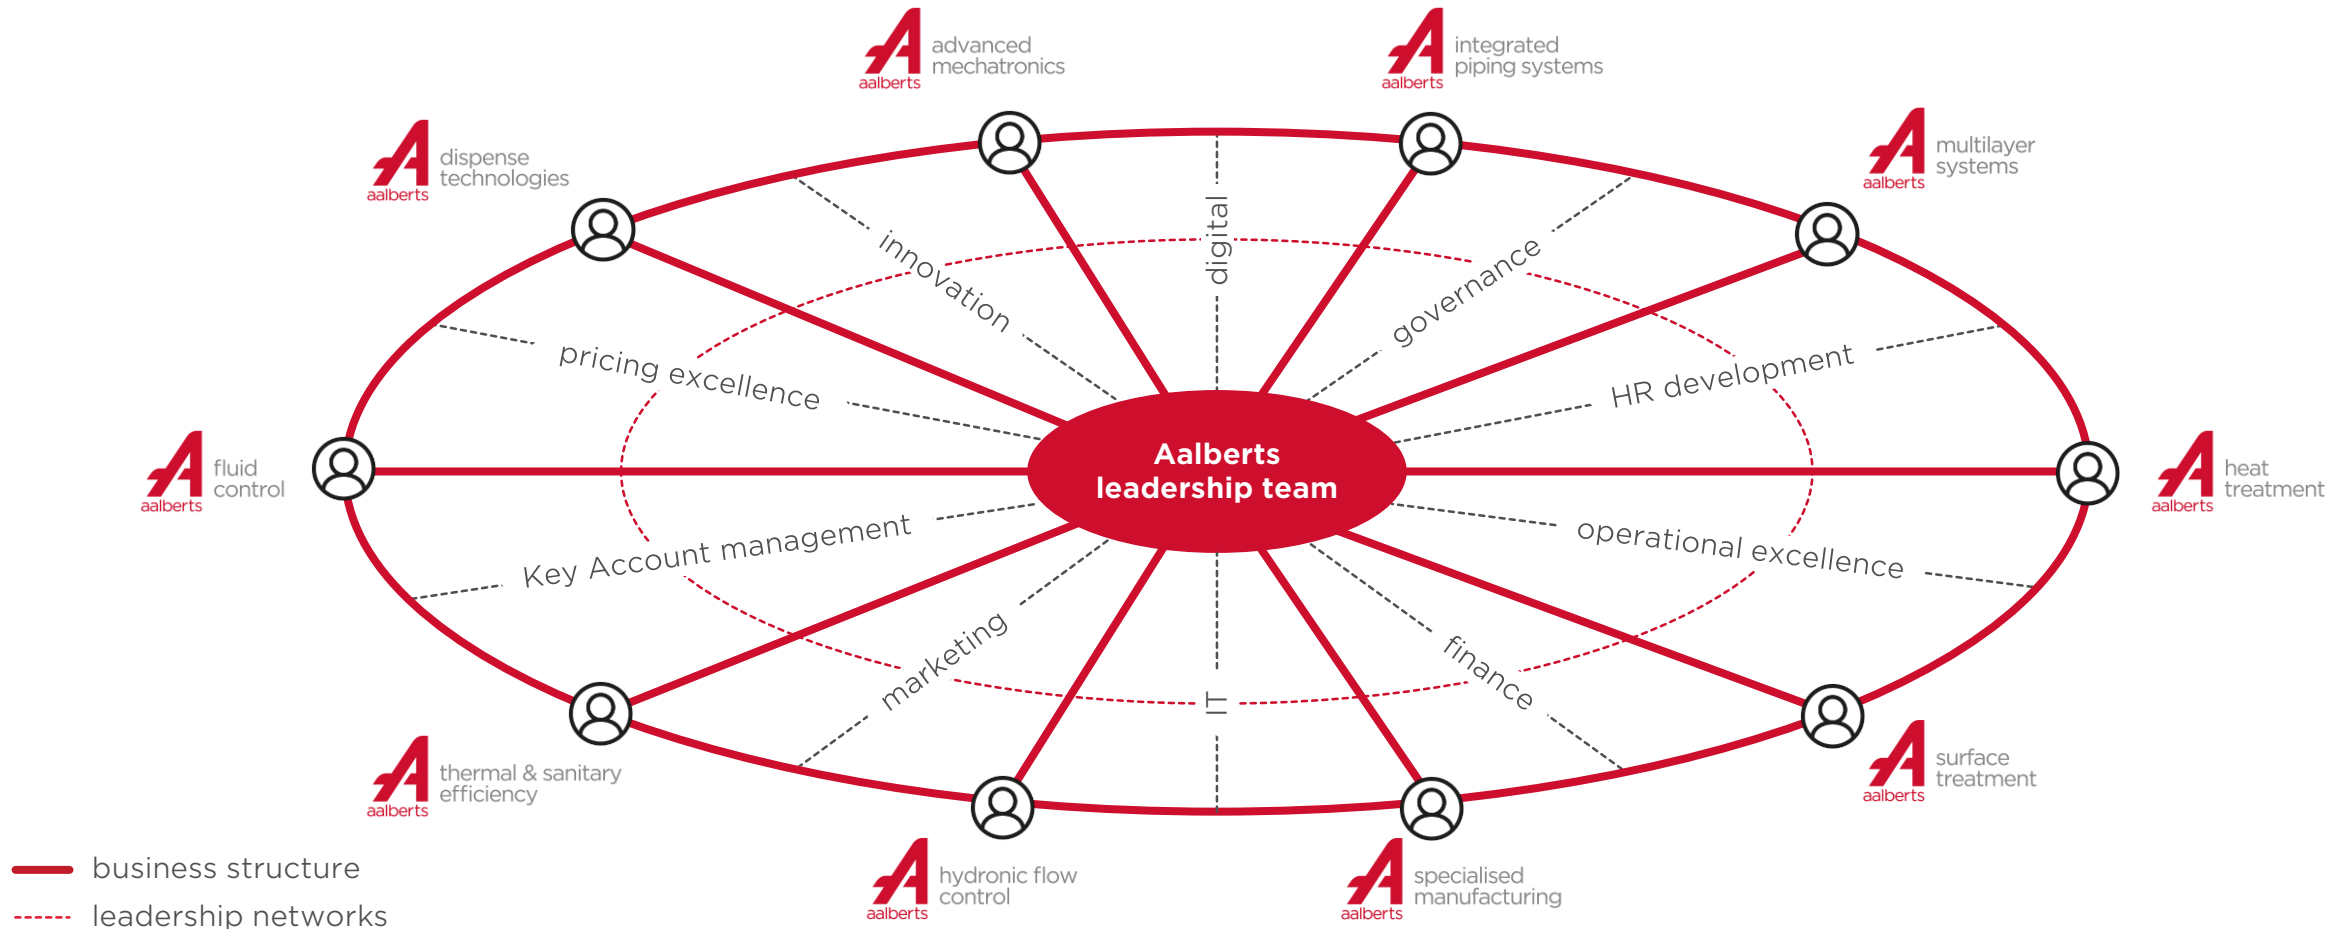 aalberts
advanced
mechatronics
aalberts
integrated
piping systems
aalberts
dispense
technologies
aalberts
multilayer
systems
innovation
digital
governance
pricing excellence
HR development
aalberts
fluid
control
Aalberts
leadership team
aalberts
heat
treatment
Key Account management
operational excellence
marketing
IT
finance
aalberts
thermal & sanitary
efficiency
aalberts
surface
treatment
aalberts
hydronic flow
control
aalberts
specialised
manufacturing
business structure
leadership networks